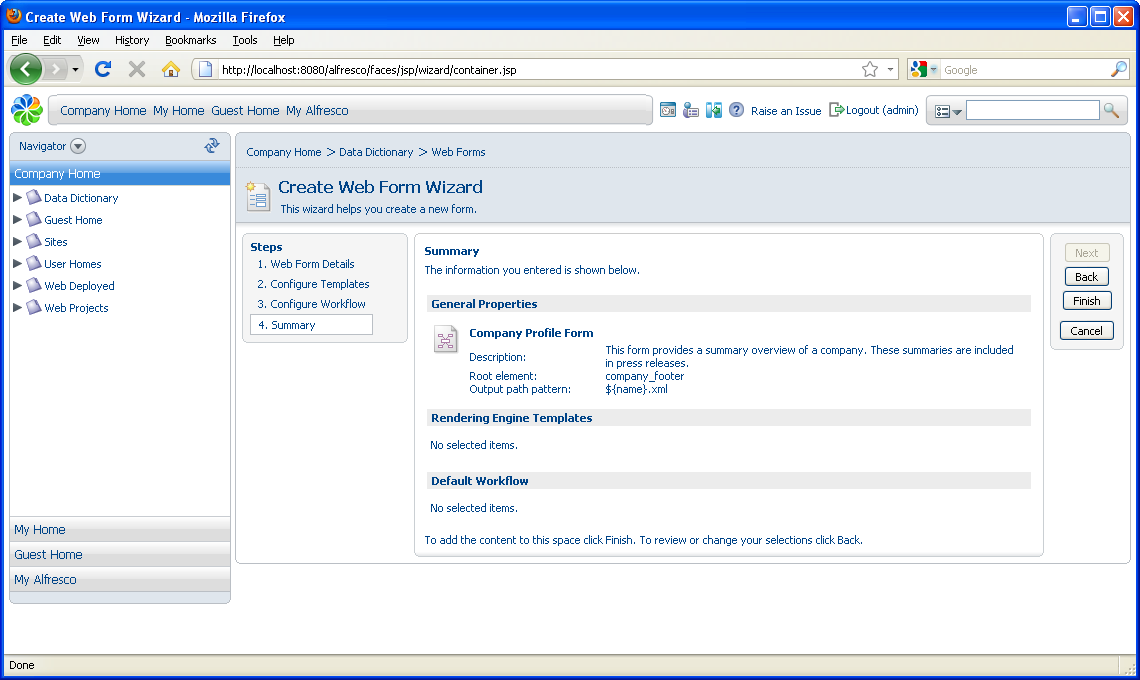 Create Web Form Wizard - Mozilla Firefox
File Edit View History Bookmarks Tools Help
http://localhost:8080/alfresco/faces/jsp/wizard/container.jsp
Google
Company Home My Home Guest Home My Alfresco
Raise an Issue
Logout (admin)
Navigator
Company Home
Data Dictionary
Guest Home
Sites
User Homes
Web Deployed
Web Projects
My Home
Guest Home
My Alfresco
Company Home > Data Dictionary > Web Forms
Create Web Form Wizard
This wizard helps you create a new form.
Steps
1. Web Form Details
2. Configure Templates
3. Configure Workflow
4. Summary
Summary
The information you entered is shown below.
General Properties
Company Profile Form
Description: This form provides a summary overview of a company. These summaries are included
in press releases.
Root element: company_footer
Output path pattern: ${name}.xml
Rendering Engine Templates
No selected items.
Default Workflow
No selected items.
To add the content to this space click Finish. To review or change your selections click Back.
Next
Back
Finish
Cancel
Done